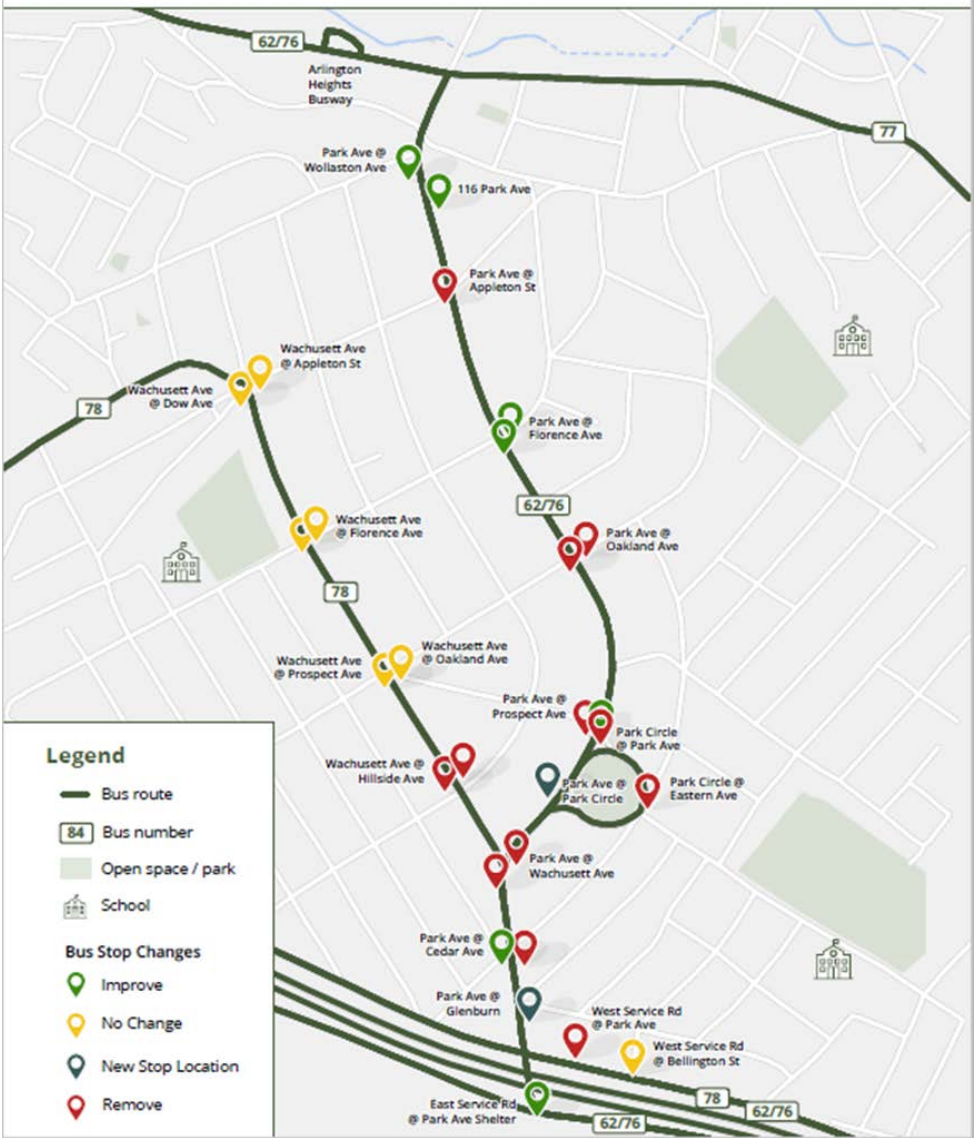 62/76
Arlington
Heights
Busway
77
Park Ave @
Wollaston Ave
116 Park Ave
Park Ave @
Appleton St
Wachusett Ave
@ Appleton St
Wachusett Ave
@ Dow Ave
78
Park Ave @
Florence Ave
62/76
Wachusett Ave
@ Florence Ave
Park Ave @
Oakland Ave
78
Wachusett Ave
@ Oakland Ave
Wachusett Ave
@ Prospect Ave
Park Ave @
Prospect Ave
Park Circle
@ Park Ave
Wachusett Ave @
Hillside Ave
Park Ave @
Park Circle
Park Circle @
Eastern Ave
Park Ave @
Wachusett Ave
Park Ave @
Cedar Ave
Park Ave @
Glenburn
West Service Rd
@ Park Ave
West Service Rd
@ Bellington St
East Service Rd
@ Park Ave Shelter
78
62/76
62/76
Legend
Bus route
84 Bus number
Open space / park
School
Bus Stop Changes
Improve
No Change
New Stop Location
Remove